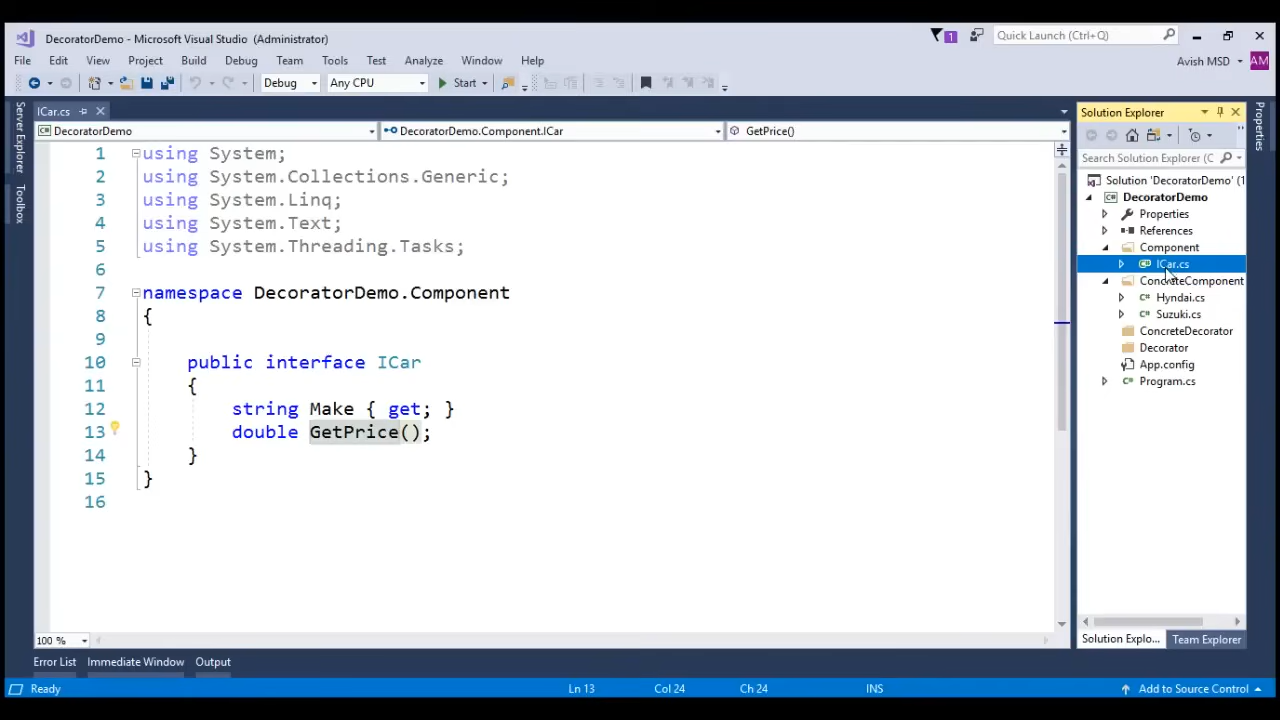 DecoratorDemo - Microsoft Visual Studio (Administrator)
1
Quick Launch (Ctrl+Q)
File Edit View Project Build Debug Team Tools Test Analyze Window Help
Avish MSD AM
Debug Any CPU Start
Server Explorer
Toolbox
ICar.cs
DecoratorDemo DecoratorDemo.Component.ICar GetPrice()
1 using System;
2 using System.Collections.Generic;
3 using System.Linq;
4 using System.Text;
5 using System.Threading.Tasks;
6
7 namespace DecoratorDemo.Component
8 {
9
10 public interface ICar
11 {
12 string Make { get; }
13 double GetPrice();
14 }
15 }
16
100 %
Solution Explorer
Search Solution Explorer (C
Solution 'DecoratorDemo' (1
DecoratorDemo
Properties
References
Component
ICar.cs
ConcreteComponent
Hyndai.cs
Suzuki.cs
ConcreteDecorator
Decorator
App.config
Program.cs
Solution Explo... Team Explorer
Properties
Error List Immediate Window Output
Ready Ln 13 Col 24 Ch 24 INS Add to Source Control